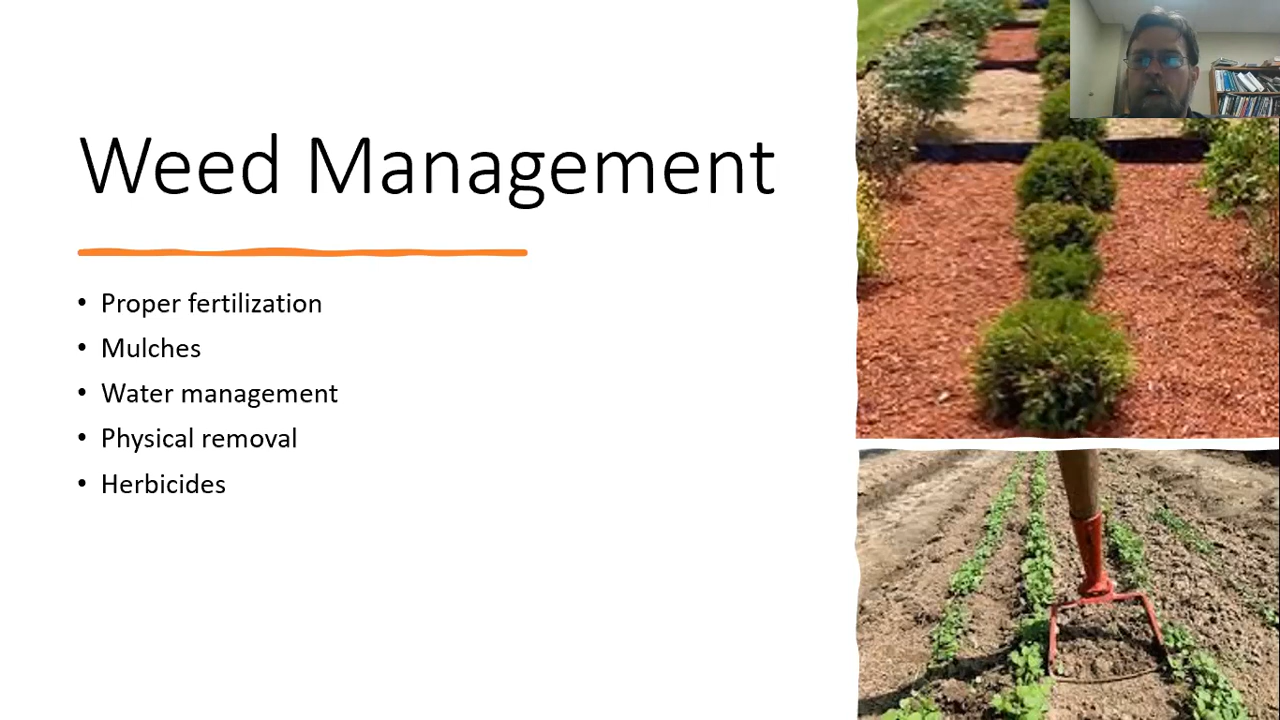 Weed Management
• Proper fertilization
• Mulches
• Water management
• Physical removal
• Herbicides